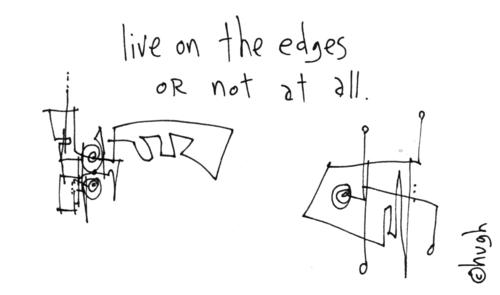 live on the edges
OR not at all.
©hugh